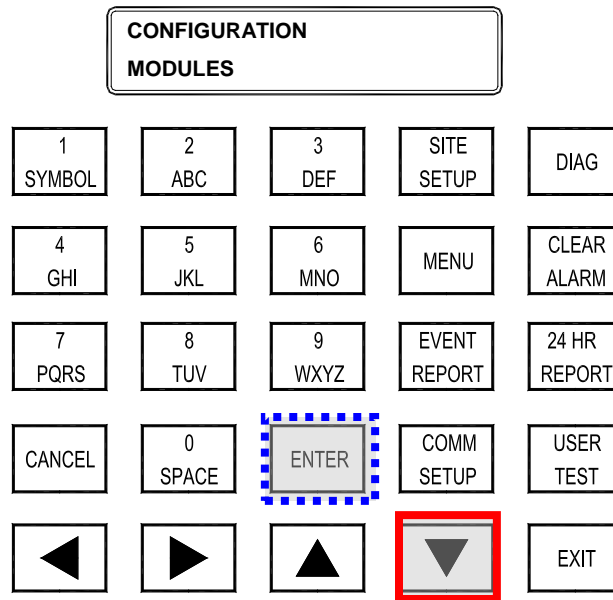 CONFIGURATION
MODULES
1
SYMBOL
2
ABC
3
DEF
SITE
SETUP
DIAG
4
GHI
5
JKL
6
MNO
MENU
CLEAR
ALARM
7
PQRS
8
TUV
9
WXYZ
EVENT
REPORT
24 HR
REPORT
CANCEL
0
SPACE
ENTER
COMM
SETUP
USER
TEST
EXIT